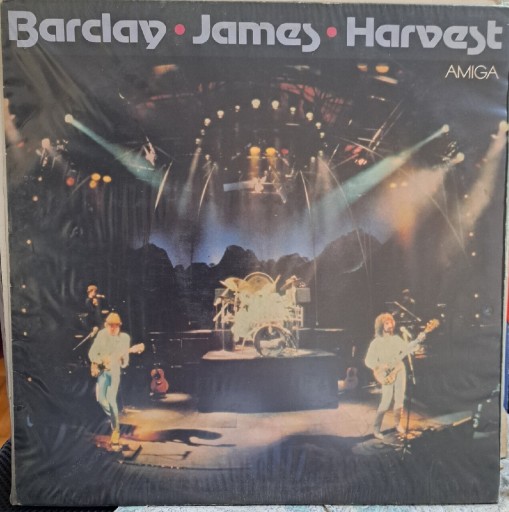 Barclay • James • Harvest
AMIGA